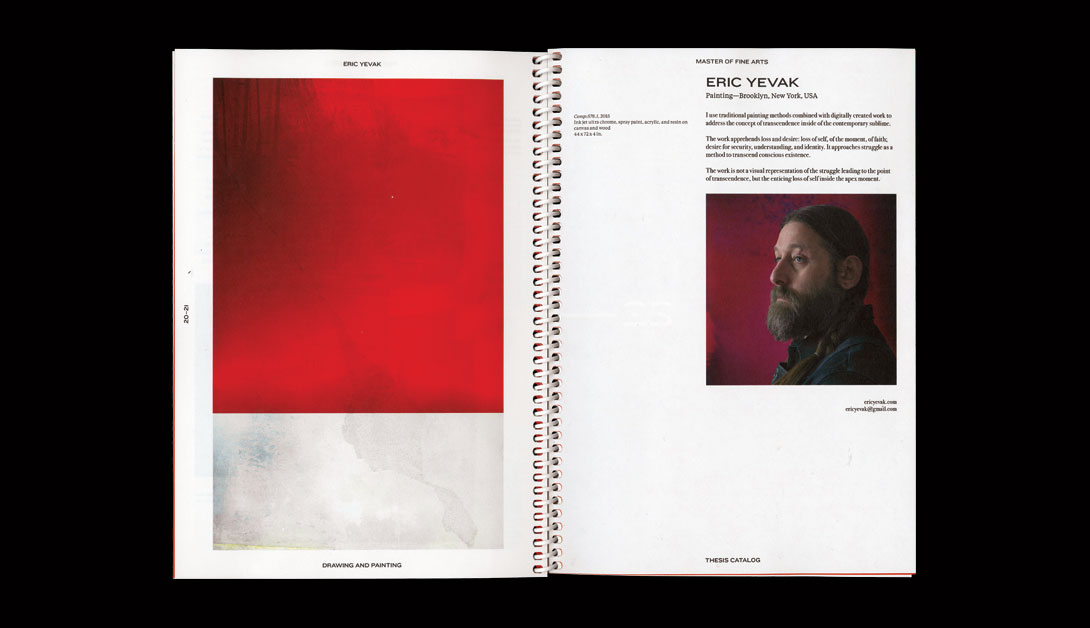 ERIC YEVAK
20–21
DRAWING AND PAINTING
MASTER OF FINE ARTS
ERIC YEVAK
Painting—Brooklyn, New York, USA
Ink jet ultra chrome, spray paint, acrylic, and resin on
canvas and wood
44 x 72 x 4 in.
I use traditional painting methods combined with digitally created work to
address the concept of transcendence inside of the contemporary sublime.
The work apprehends loss and desire: loss of self, of the moment, of faith;
desire for security, understanding, and identity. It approaches struggle as a
method to transcend conscious existence.
The work is not a visual representation of the struggle leading to the point
of transcendence, but the enticing loss of self inside the apex moment.
ericyevak.com
ericyevak@gmail.com
THESIS CATALOG